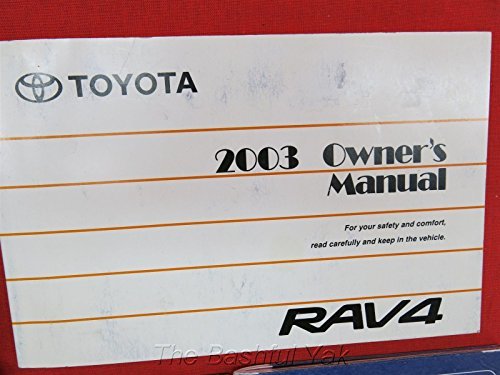 TOYOTA
2003 Owner's
Manual
For your safety and comfort,
read carefully and keep in the vehicle.
RAV4
The Bashful Yak